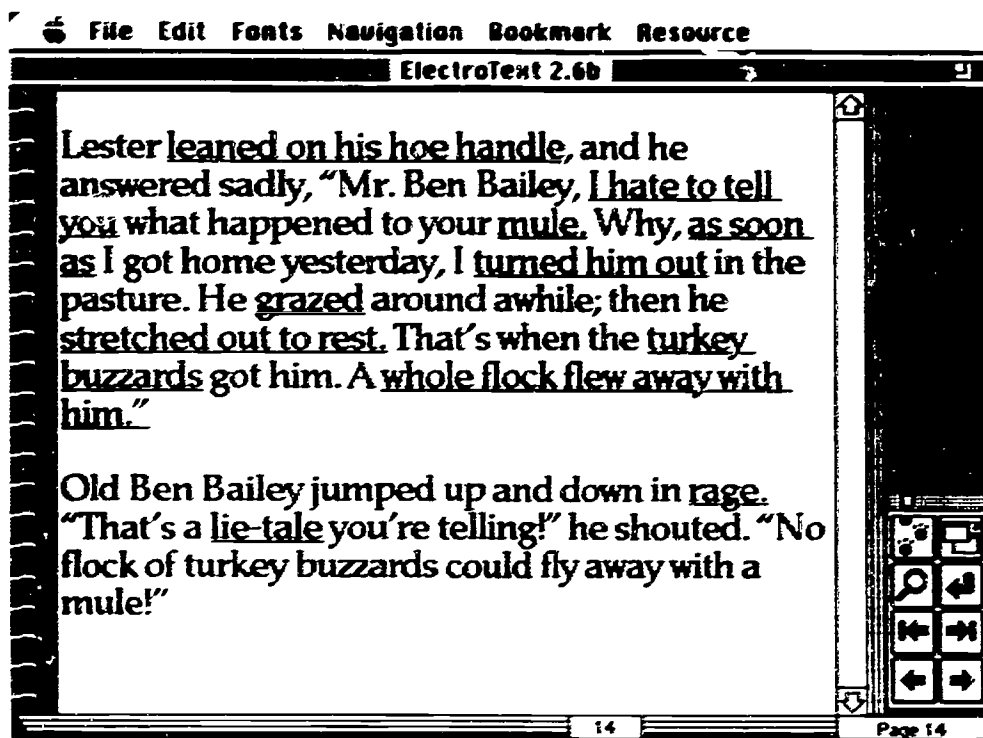 File Edit Fonts Navigation Bookmark Resource
ElectroText 2.6b
Lester leaned on his hoe handle, and he
answered sadly, “Mr. Ben Bailey, I hate to tell
you what happened to your mule. Why, as soon
as I got home yesterday, I turned him out in the
pasture. He grazed around awhile; then he
stretched out to rest. That’s when the turkey
buzzards got him. A whole flock flew away with
him.”
Old Ben Bailey jumped up and down in rage.
“That’s a lie-tale you’re telling!” he shouted. “No
flock of turkey buzzards could fly away with a
mule!”
14
Page 14